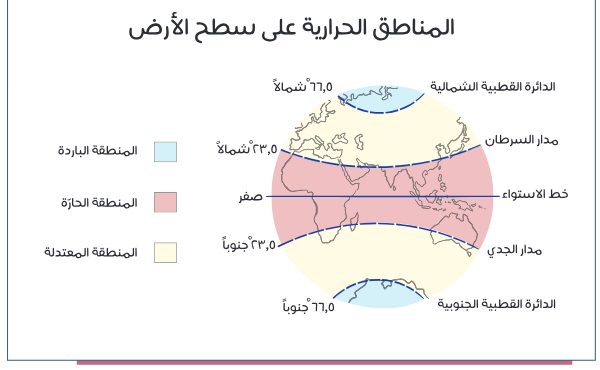 المناطق الحرارية على سطح الأرض
الدائرة القطبية الشمالية
٦٦,٥° شمالاً
مدار السرطان
٢٣,٥° شمالاً
خط الاستواء
صفر
مدار الجدي
٢٣,٥° جنوباً
الدائرة القطبية الجنوبية
٦٦,٥° جنوباً
المنطقة الباردة
المنطقة الحارّة
المنطقة المعتدلة